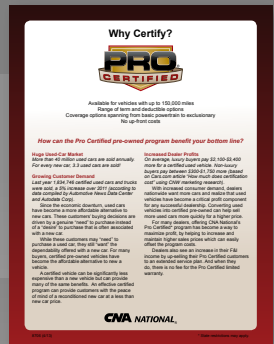 Why Certify?
PRO
CERTIFIED
Available for vehicles with up to 150,000 miles
Range of term and deductible options
Coverage options spanning from basic powertrain to exclusionary
No up-front costs
How can the Pro Certified pre-owned program benefit your bottom line?
Huge Used-Car Market
More than 40 million used cars are sold annually.
For every new car, 3.3 used cars are sold!
Growing Customer Demand
Last year 1,834,746 certified used cars and trucks
were sold, a 5% increase over 2011 (according to
data compiled by Automotive News Data Center
and Autodata Corp).
Since the economic downturn, used cars
have become a more affordable alternative to
new cars. These customers' buying decisions are
driven by a genuine "need" to purchase instead
of a "desire" to purchase that is often associated
with a new car.
While these customers may "need" to
purchase a used car, they still "want" the
dependability offered with a new car. For many
buyers, certified pre-owned vehicles have
become the affordable alternative to new a
vehicle.
A certified vehicle can be significantly less
expensive than a new vehicle but can provide
many of the same benefits. An effective certified
program can provide customers with the peace
of mind of a reconditioned new car at a less than
new car price.
Increased Dealer Profits
On average, luxury buyers pay $2,100-$3,400
more for a certified used vehicle. Non-luxury
buyers pay between $300-$1,750 more (based
on Cars.com article "How much does certification
cost" using CNW marketing research).
With increased consumer demand, dealers
nationwide want more cars and realize that used
vehicles have become a critical profit component
for any successful dealership. Converting used
vehicles into certified pre-owned can help sell
more used cars more quickly for a higher price.
For many dealers, offering CNA National's
Pro Certified® program has become a way to
maximize profit, by helping to increase and
maintain higher sales prices which can easily
offset the program costs.
Dealers also see an increase in their F&I
income by up-selling their Pro Certified customers
to an extended service plan. And when they
do, there is no fee for the Pro Certified limited
warranty.
CNA NATIONAL